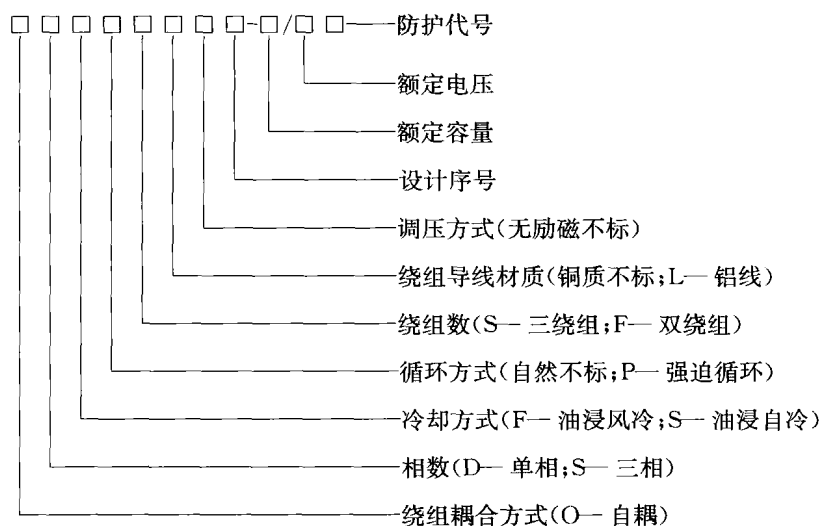 □□□□□□□□-□/□□—防护代号
额定电压
额定容量
设计序号
调压方式(无励磁不标)
绕组导线材质(铜质不标;L—铝线)
绕组数(S—三绕组;F—双绕组)
循环方式(自然不标;P—强迫循环)
冷却方式(F—油浸风冷;S—油浸自冷)
相数(D—单相;S—三相)
绕组耦合方式(O—自耦)